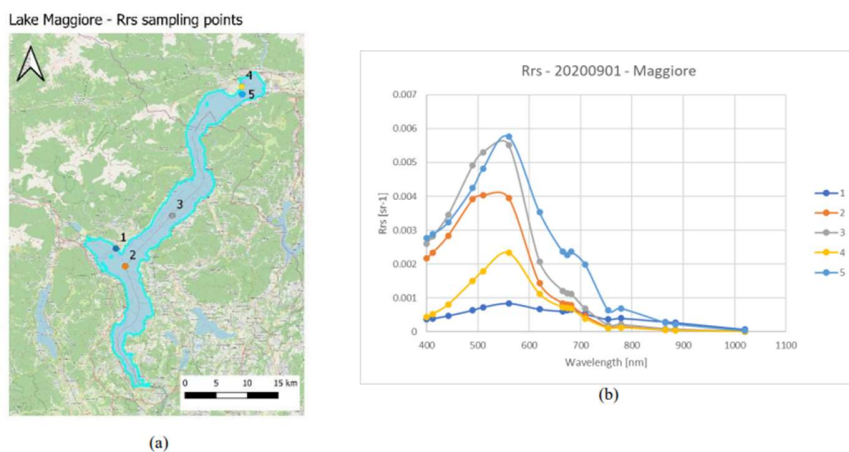 Lake Maggiore - Rrs sampling points
4
5
3
1
2
0 5 10 15 km
(a)
Rrs - 20200901 - Maggiore
0.007
0.006
0.005
0.004
0.003
0.002
0.001
0
Rrs [sr-1]
400 500 600 700 800 900 1000 1100
Wavelength [nm]
1
2
3
4
5
(b)